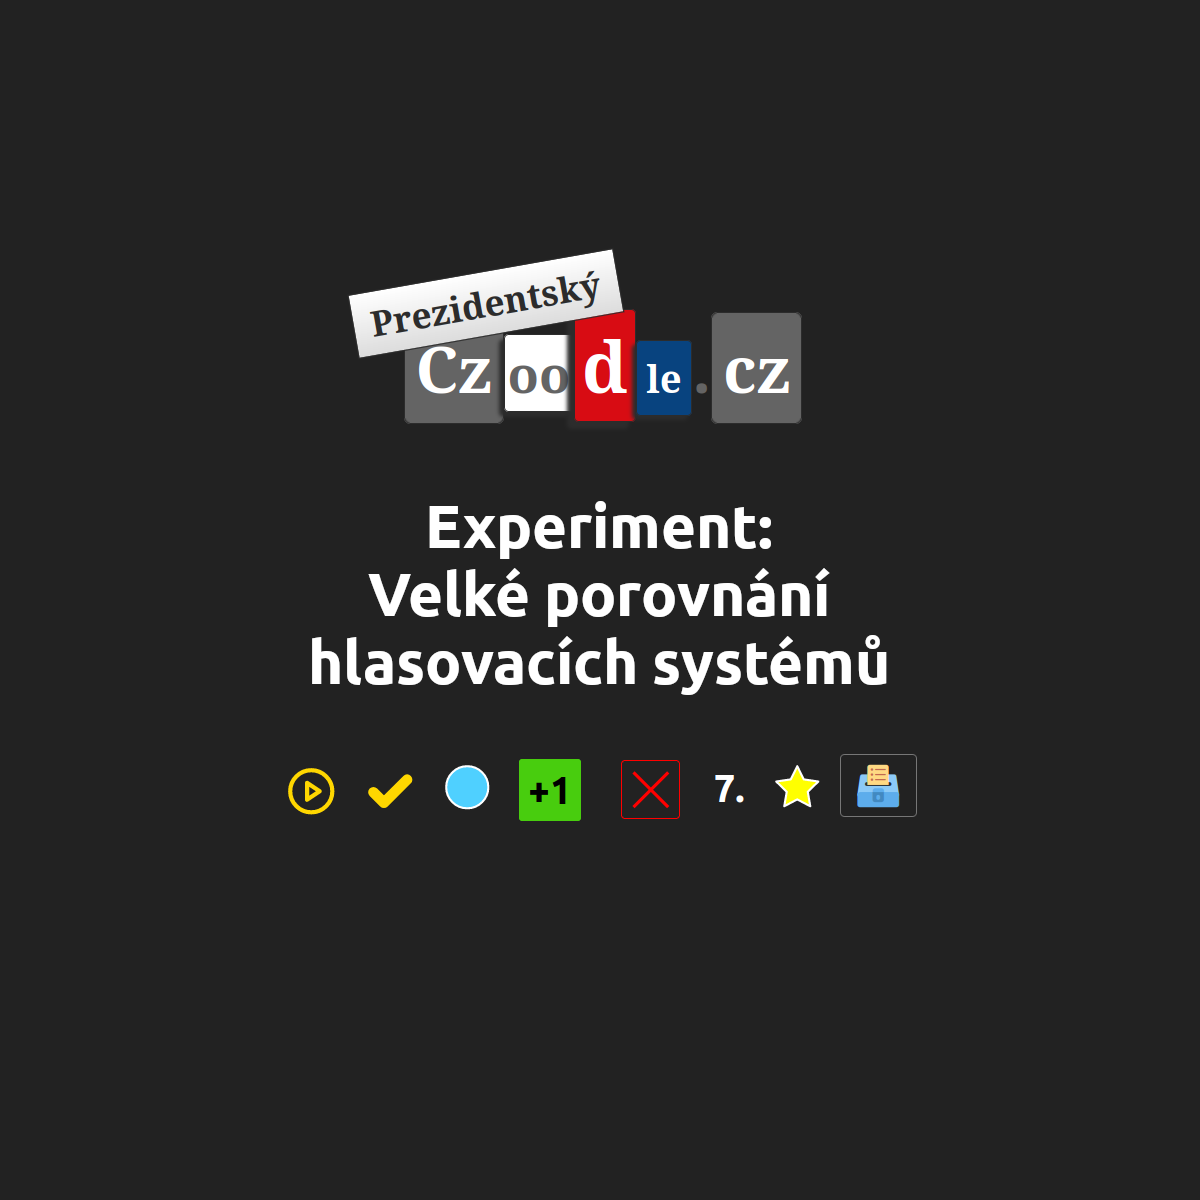 Prezidentský
Czoodle.cz
Experiment:
Velké porovnání
hlasovacích systémů
+1 7.